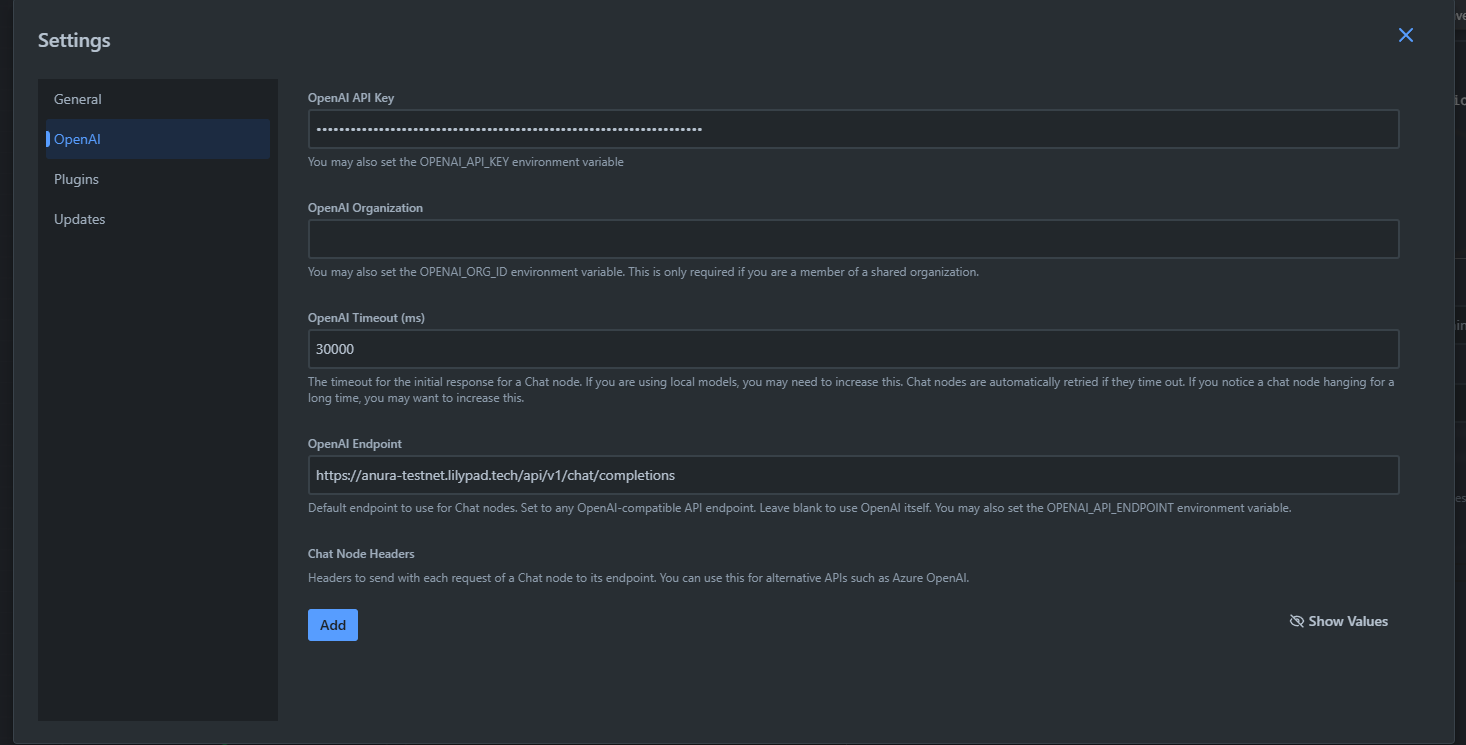 Settings
General
OpenAI
Plugins
Updates
OpenAI API Key
••••••••••••••••••••••••••••••••••••••••••••••••••••••••••••••••••••
You may also set the OPENAI_API_KEY environment variable
OpenAI Organization
You may also set the OPENAI_ORG_ID environment variable. This is only required if you are a member of a shared organization.
OpenAI Timeout (ms)
30000
The timeout for the initial response for a Chat node. If you are using local models, you may need to increase this. Chat nodes are automatically retried if they time out. If you notice a chat node hanging for a
long time, you may want to increase this.
OpenAI Endpoint
https://anura-testnet.lilypad.tech/api/v1/chat/completions
Default endpoint to use for Chat nodes. Set to any OpenAI-compatible API endpoint. Leave blank to use OpenAI itself. You may also set the OPENAI_API_ENDPOINT environment variable.
Chat Node Headers
Headers to send with each request of a Chat node to its endpoint. You can use this for alternative APIs such as Azure OpenAI.
Add
Show Values